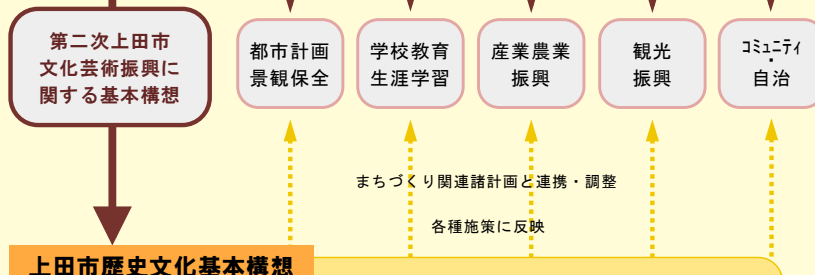 第二次上田市
文化芸術振興に
関する基本構想
都市計画
景観保全
学校教育
生涯学習
産業農業
振興
観光
振興
ｺﾐｭﾆﾃｨ
・
自治
まちづくり関連諸計画と連携・調整
各種施策に反映
上田市歴史文化基本構想